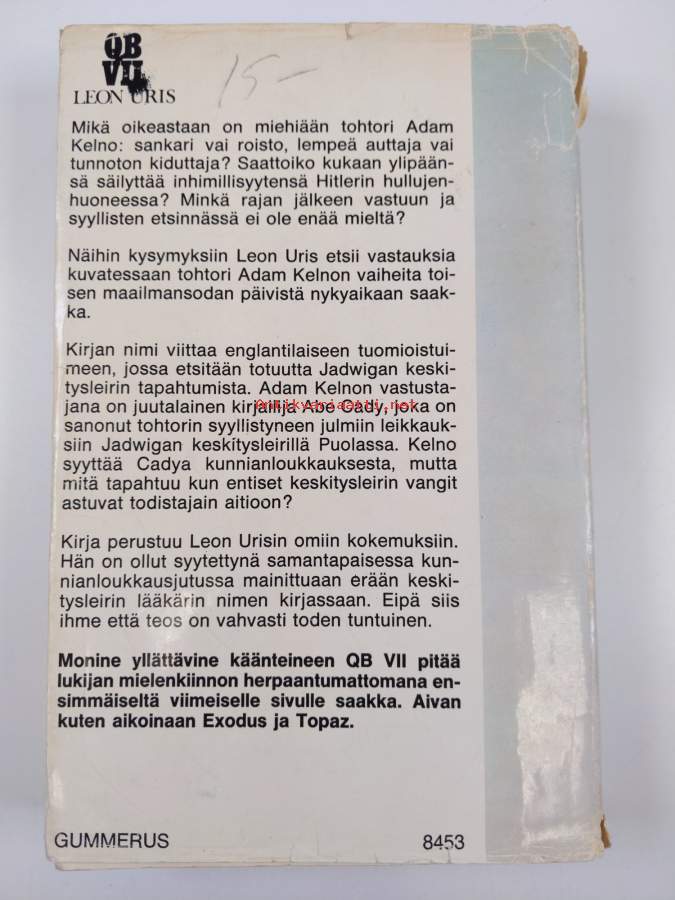 QB
VII
LEON URIS
15-
Mikä oikeastaan on miehiään tohtori Adam
Kelno: sankari vai roisto, lempeä auttaja vai
tunnoton kiduttaja? Saattoiko kukaan ylipään-
sä säilyttää inhimillisyytensä Hitlerin hullujen-
huoneessa? Minkä rajan jälkeen vastuun ja
syyllisten etsinnässä ei ole enää mieltä?
Näihin kysymyksiin Leon Uris etsii vastauksia
kuvatessaan tohtori Adam Kelnon vaiheita toi-
sen maailmansodan päivistä nykyaikaan saak-
ka.
Kirjan nimi viittaa englantilaiseen tuomioistui-
meen, jossa etsitään totuutta Jadwigan keski-
tysleirin tapahtumista. Adam Kelnon vastusta-
jana on juutalainen kirjailija Abe Cady, joka on
Antikvariaatti.net
sanonut tohtorin syyllistyneen julmiin leikkauk-
siin Jadwigan keskitysleirillä Puolassa. Kelno
syyttää Cadya kunnianloukkauksesta, mutta
mitä tapahtuu kun entiset keskitysleirin vangit
astuvat todistajain aitioon?
Kirja perustuu Leon Urisin omiin kokemuksiin.
Hän on ollut syytettynä samantapaisessa kun-
nianloukkausjutussa mainittuaan erään keski-
tysleirin lääkärin nimen kirjassaan. Eipä siis
ihme että teos on vahvasti toden tuntuinen.
Monine yllättävine käänteineen QB VII pitää
lukijan mielenkiinnon herpaantumattomana en-
simmäiseltä viimeiselle sivulle saakka. Aivan
kuten aikoinaan Exodus ja Topaz.
GUMMERUS
8453